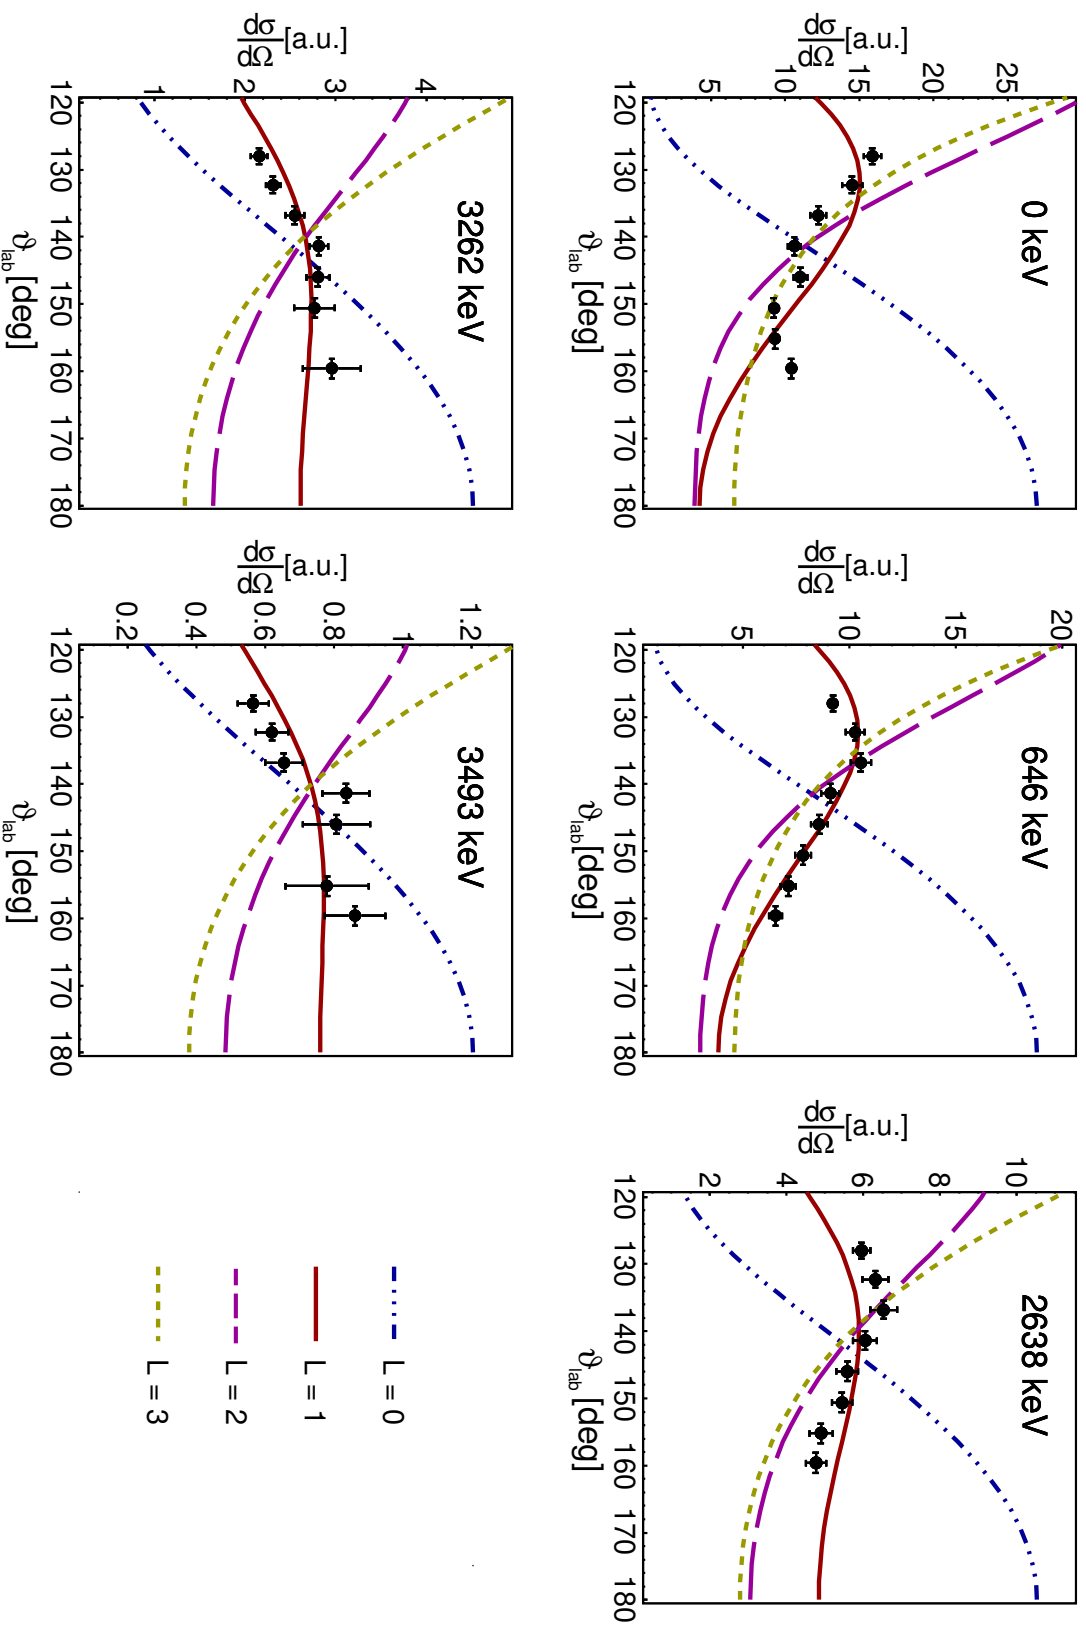 dσ/dΩ [a.u.]
25
20
15
10
5
0 keV
120 130 140 150 160 170 180
ϑlab [deg]
dσ/dΩ [a.u.]
20
15
10
5
646 keV
120 130 140 150 160 170 180
ϑlab [deg]
dσ/dΩ [a.u.]
10
8
6
4
2
2638 keV
120 130 140 150 160 170 180
ϑlab [deg]
dσ/dΩ [a.u.]
4
3
2
1
3262 keV
120 130 140 150 160 170 180
ϑlab [deg]
dσ/dΩ [a.u.]
1.2
1
0.8
0.6
0.4
0.2
3493 keV
120 130 140 150 160 170 180
ϑlab [deg]
L = 0
L = 1
L = 2
L = 3